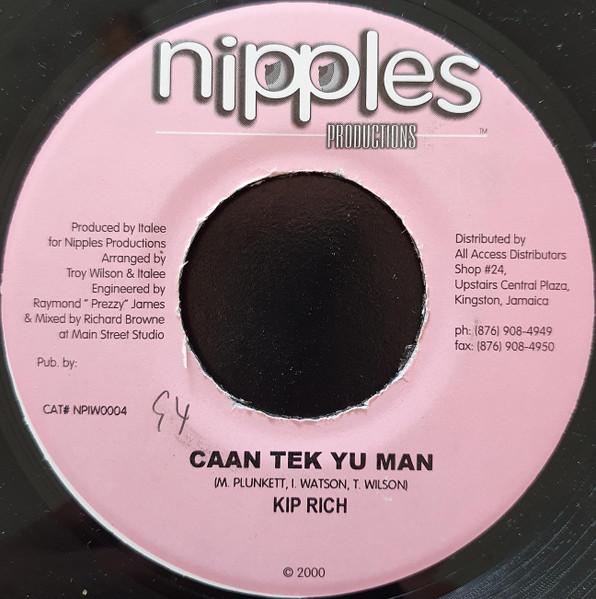 nipples
PRODUCTIONS
TM
Produced by Italee
for Nipples Productions
Arranged by
Troy Wilson & Italee
Engineered by
Raymond " Prezzy" James
& Mixed by Richard Browne
at Main Street Studio
Pub. by:
CAT# NPIW0004
Distributed by
All Access Distributors
Shop #24,
Upstairs Central Plaza,
Kingston, Jamaica
ph: (876) 908-4949
fax: (876) 908-4950
G4
CAAN TEK YU MAN
(M. PLUNKETT, I. WATSON, T. WILSON)
KIP RICH
© 2000